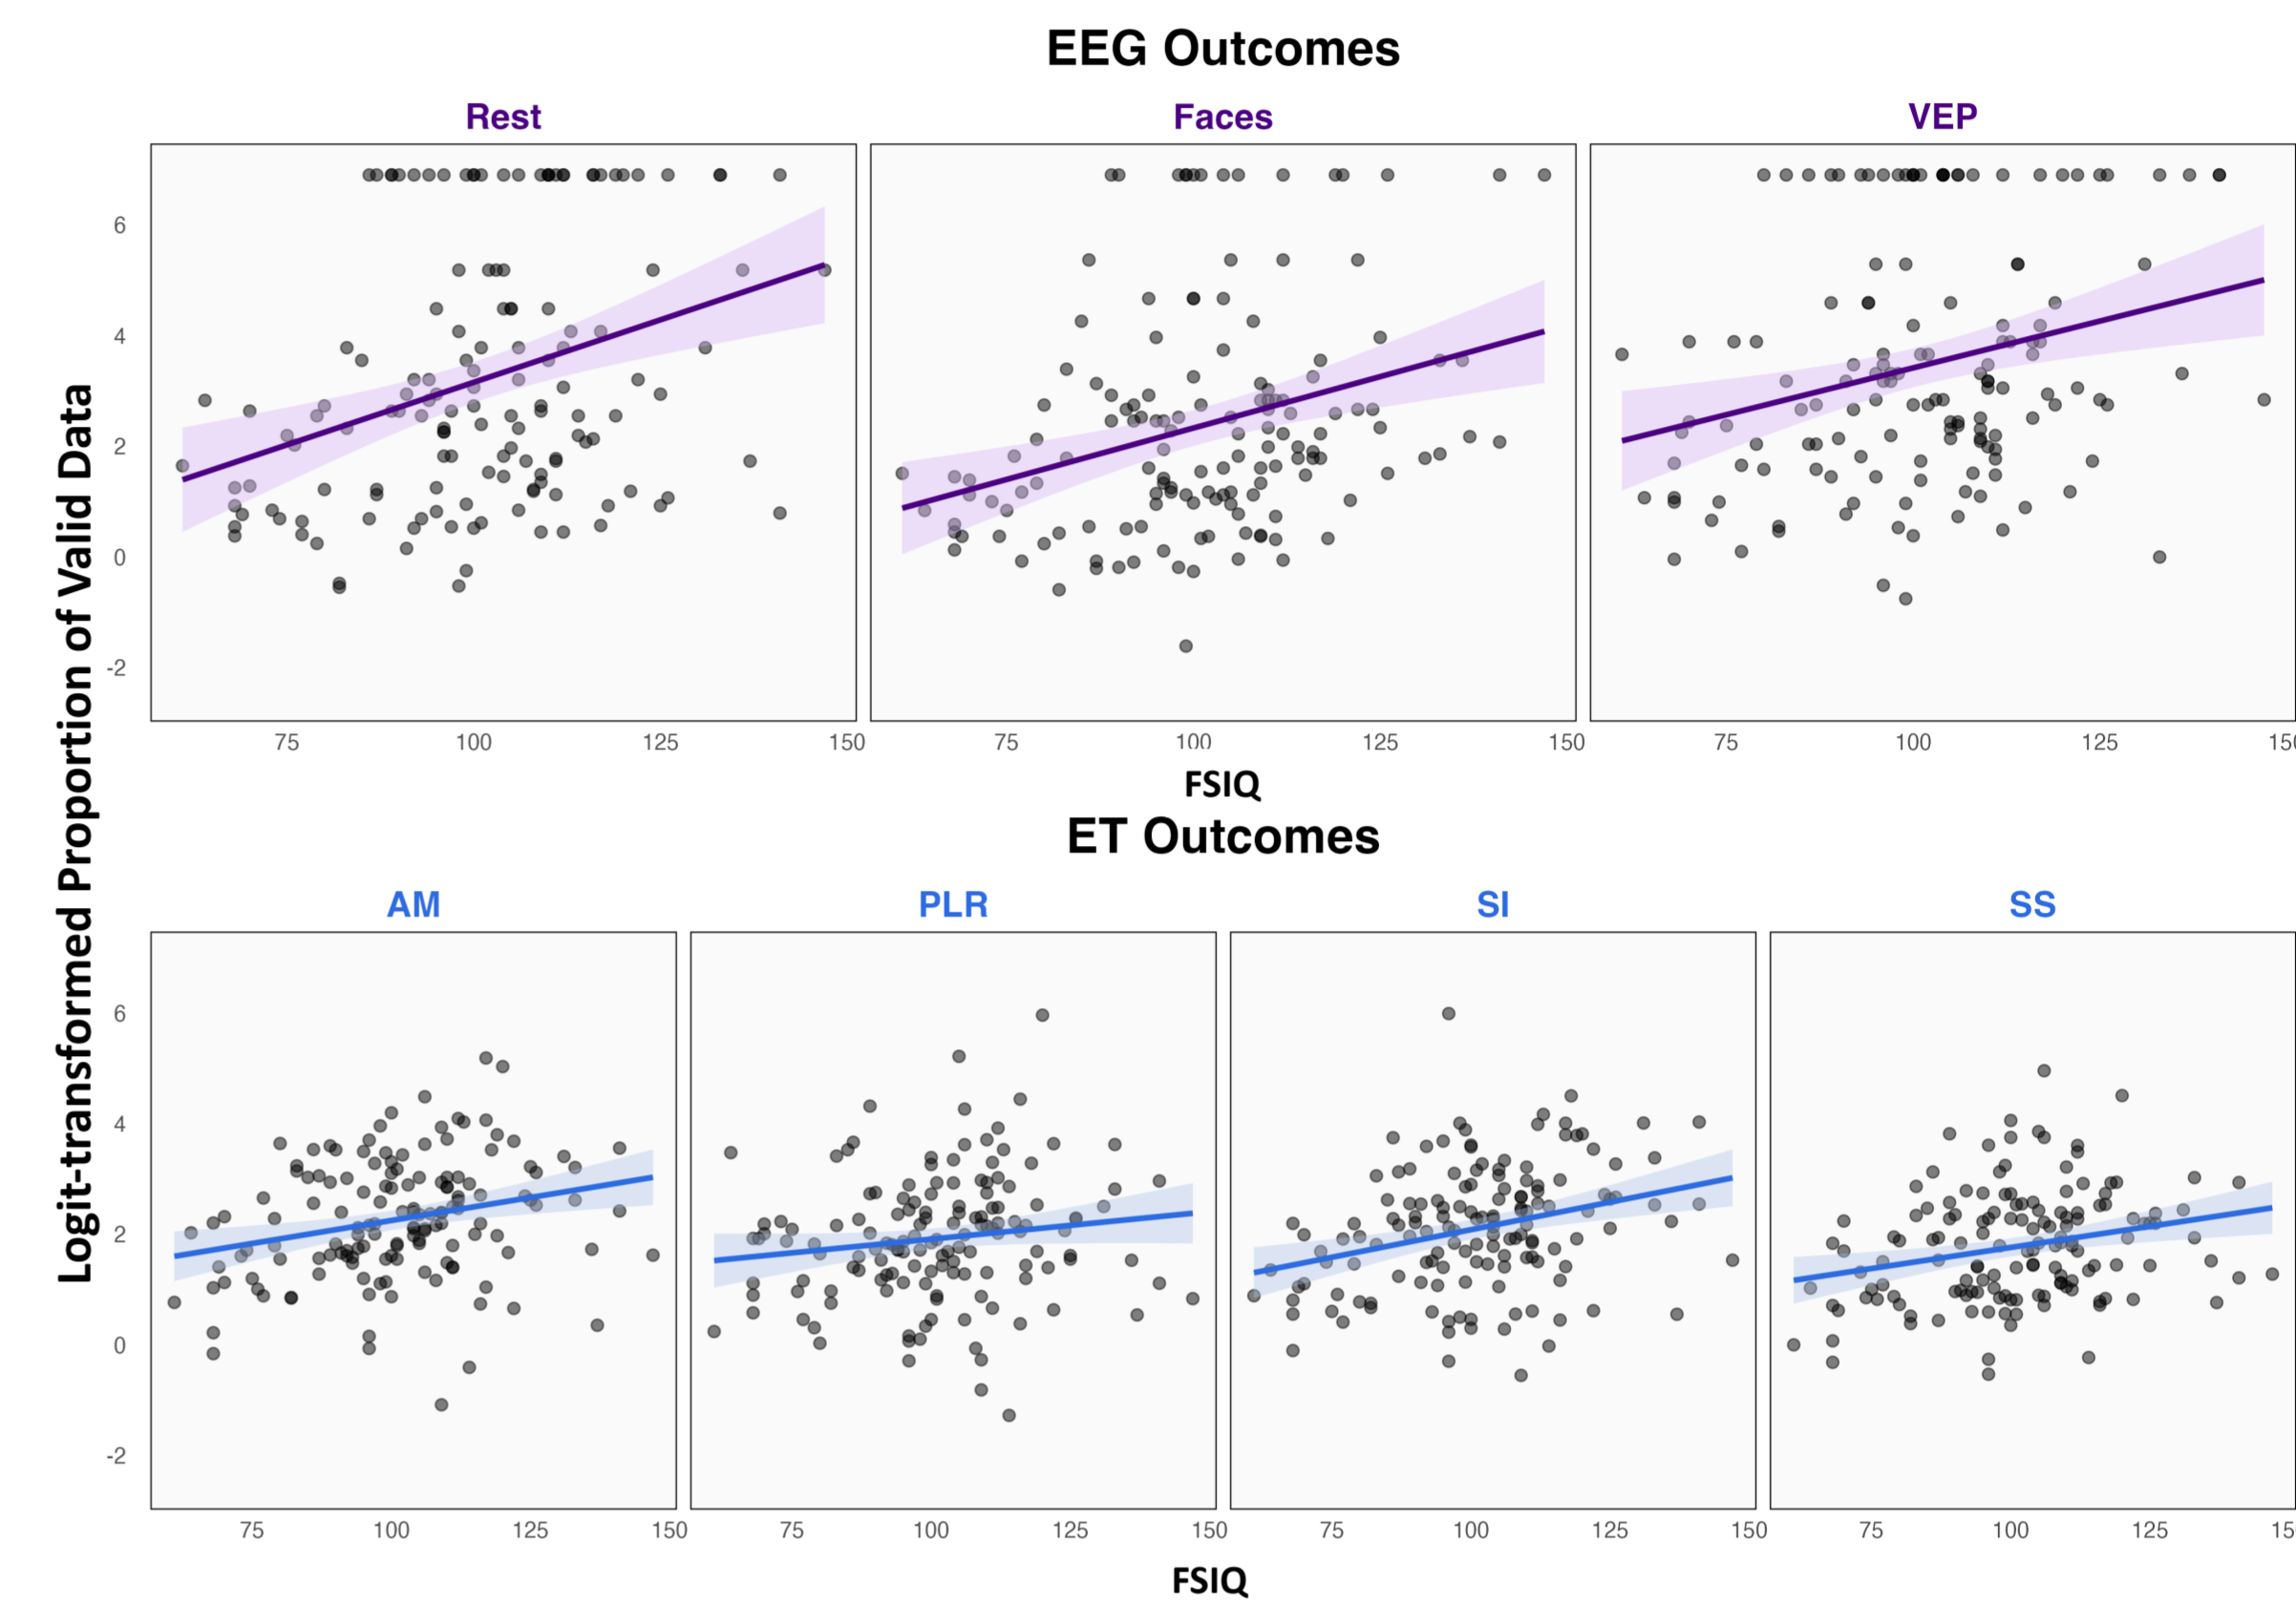 EEG Outcomes
Rest Faces VEP
Logit-transformed Proportion of Valid Data
6
4
2
0
-2
75 100 125 150 75 100 125 150 75 100 125 150
FSIQ
ET Outcomes
AM PLR SI SS
6
4
2
0
-2
75 100 125 150 75 100 125 150 75 100 125 150 75 100 125 15
FSIQ